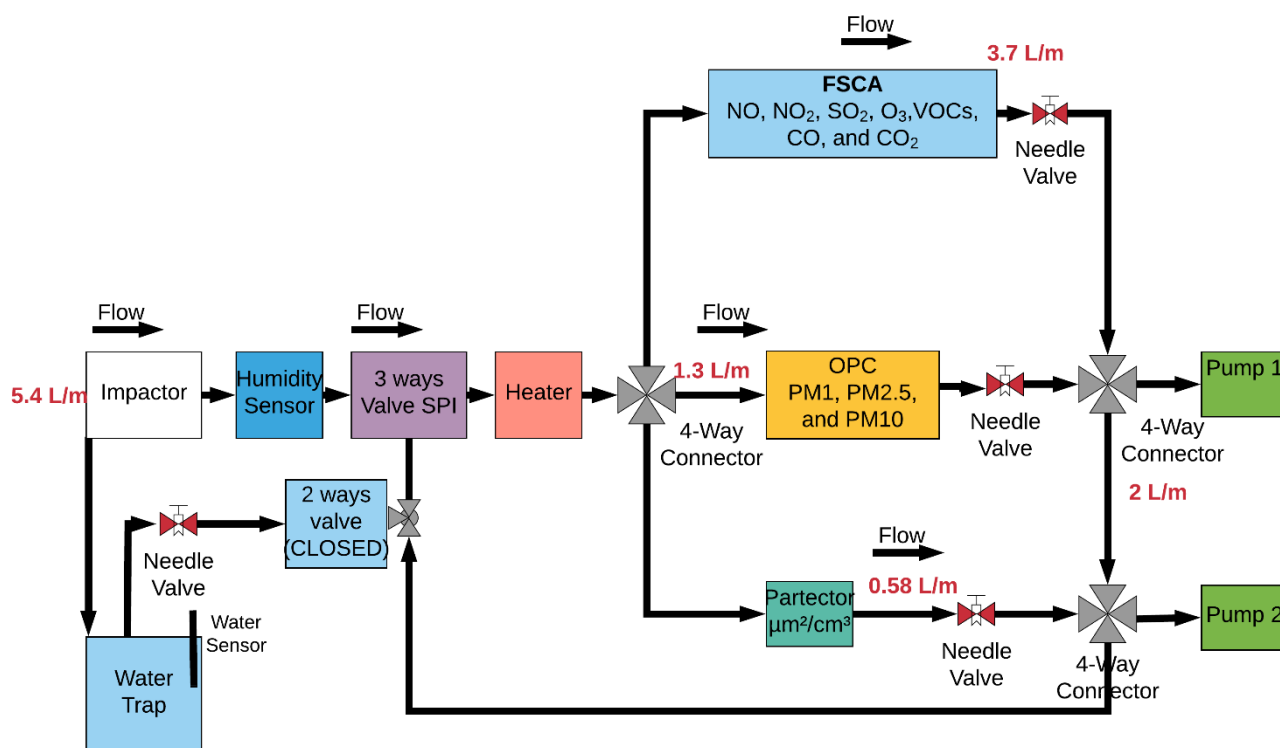 Flow
3.7 L/m
FSCA
NO, NO₂, SO₂, O₃,VOCs,
CO, and CO₂
Needle
Valve
Flow
Flow
Flow
5.4 L/m
Impactor
Humidity
Sensor
3 ways
Valve SPI
Heater
1.3 L/m
4-Way
Connector
OPC
PM1, PM2.5,
and PM10
Needle
Valve
4-Way
Connector
Pump 1
2 L/m
2 ways
valve
(CLOSED)
Needle
Valve
Flow
0.58 L/m
Partector
µm²/cm³
Needle
Valve
4-Way
Connector
Pump 2
Water
Sensor
Water
Trap